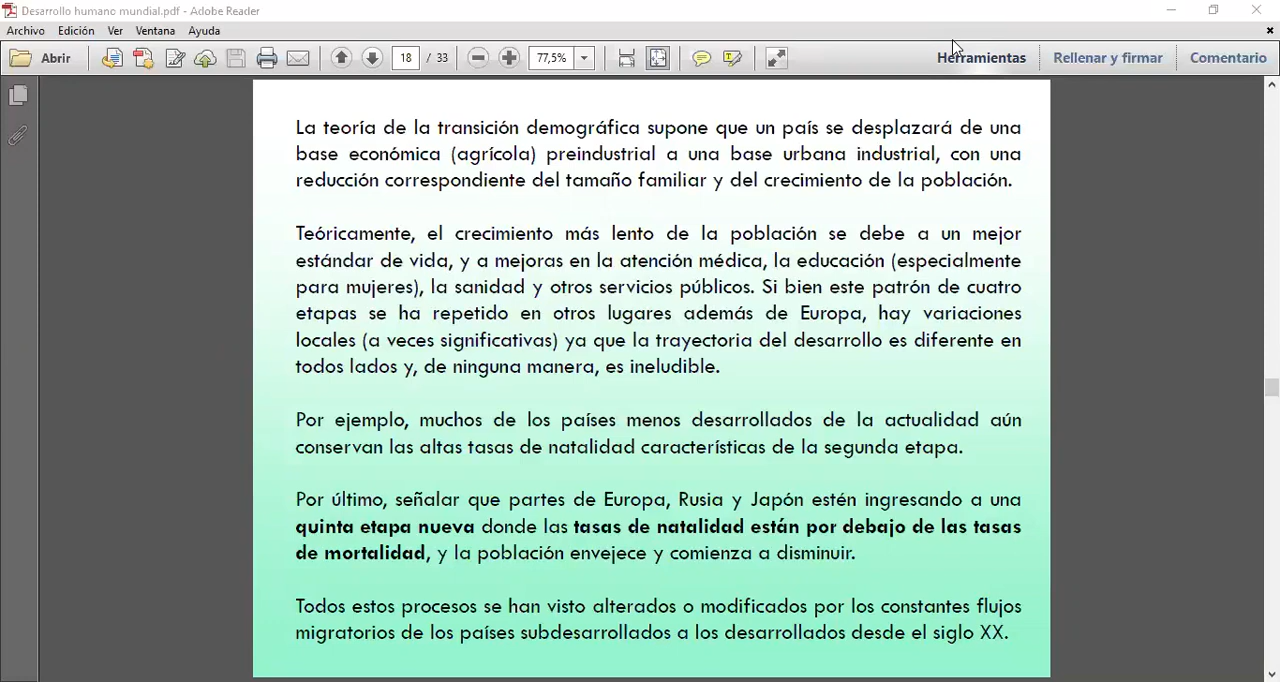 Desarrollo humano mundial.pdf - Adobe Reader
Archivo Edición Ver Ventana Ayuda
Abrir 18 / 33 77,5% Herramientas Rellenar y firmar Comentario
La teoría de la transición demográfica supone que un país se desplazará de una
base económica (agrícola) preindustrial a una base urbana industrial, con una
reducción correspondiente del tamaño familiar y del crecimiento de la población.
Teóricamente, el crecimiento más lento de la población se debe a un mejor
estándar de vida, y a mejoras en la atención médica, la educación (especialmente
para mujeres), la sanidad y otros servicios públicos. Si bien este patrón de cuatro
etapas se ha repetido en otros lugares además de Europa, hay variaciones
locales (a veces significativas) ya que la trayectoria del desarrollo es diferente en
todos lados y, de ninguna manera, es ineludible.
Por ejemplo, muchos de los países menos desarrollados de la actualidad aún
conservan las altas tasas de natalidad características de la segunda etapa.
Por último, señalar que partes de Europa, Rusia y Japón estén ingresando a una
quinta etapa nueva donde las tasas de natalidad están por debajo de las tasas
de mortalidad, y la población envejece y comienza a disminuir.
Todos estos procesos se han visto alterados o modificados por los constantes flujos
migratorios de los países subdesarrollados a los desarrollados desde el siglo XX.